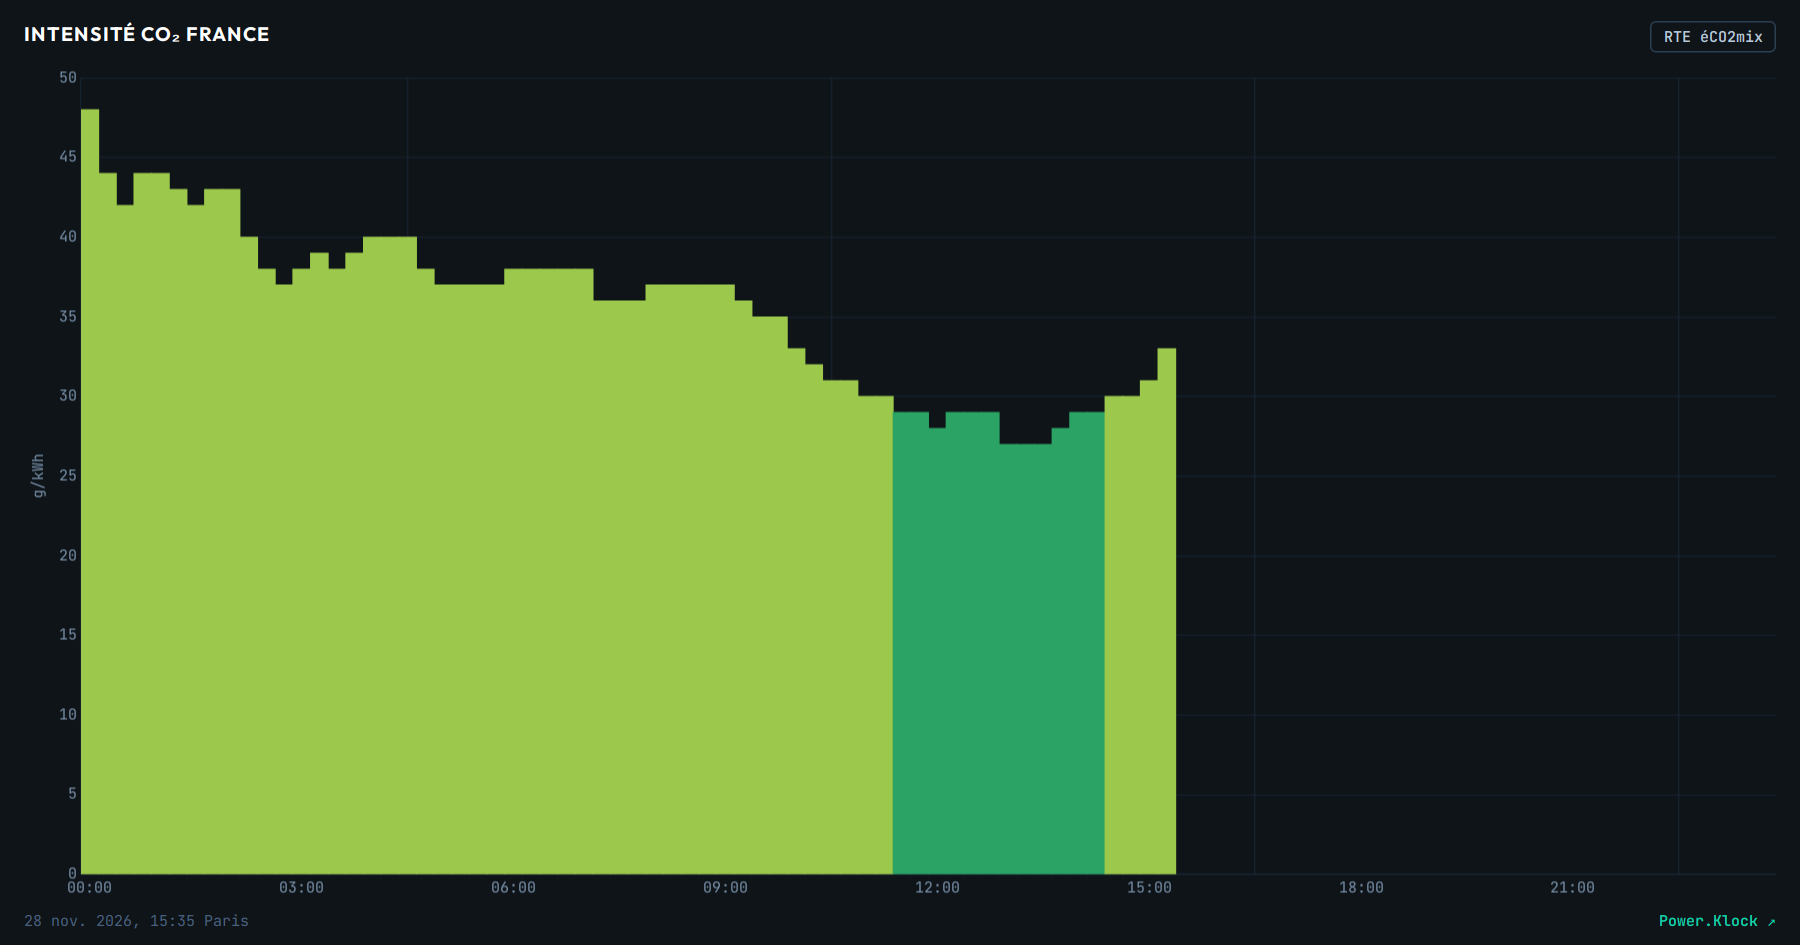 INTENSITÉ CO₂ FRANCE
RTE éCO2mix
50
45
40
35
30
25
20
15
10
5
0
g/kWh
00:00 03:00 06:00 09:00 12:00 15:00 18:00 21:00
28 nov. 2026, 15:35 Paris
Power.Klock ↗